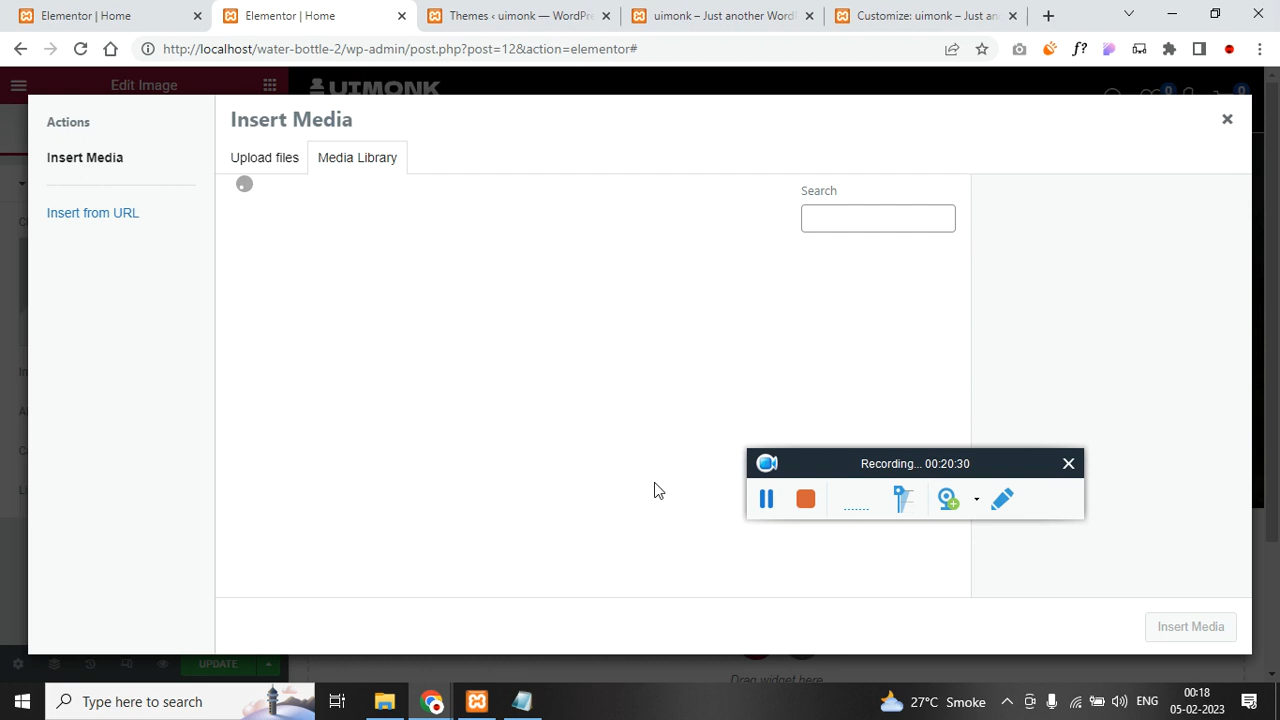 Elementor | Home
Elementor | Home
Themes ‹ uimonk — WordPre
uimonk – Just another Word
Customize: uimonk – Just an
http://localhost/water-bottle-2/wp-admin/post.php?post=12&action=elementor#
f?
Edit Image
UIMONK
0
0
Actions
Insert Media
Insert from URL
Insert Media
Upload files
Media Library
Search
Recording... 00:20:30
Insert Media
UPDATE
Drag widget here
Type here to search
27°C Smoke
ENG
00:18
05-02-2023